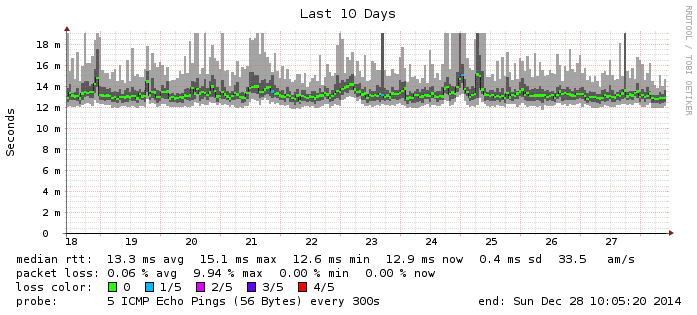 Last 10 Days
RRDTOOL / TOBI OETIKER
Seconds
18 m
16 m
14 m
12 m
10 m
8 m
6 m
4 m
2 m
0
18 19 20 21 22 23 24 25 26 27
median rtt: 13.3 ms avg 15.1 ms max 12.6 ms min 12.9 ms now 0.4 ms sd 33.5 am/s
packet loss: 0.06 % avg 9.94 % max 0.00 % min 0.00 % now
loss color: 0 1/5 2/5 3/5 4/5
probe: 5 ICMP Echo Pings (56 Bytes) every 300s end: Sun Dec 28 10:05:20 2014